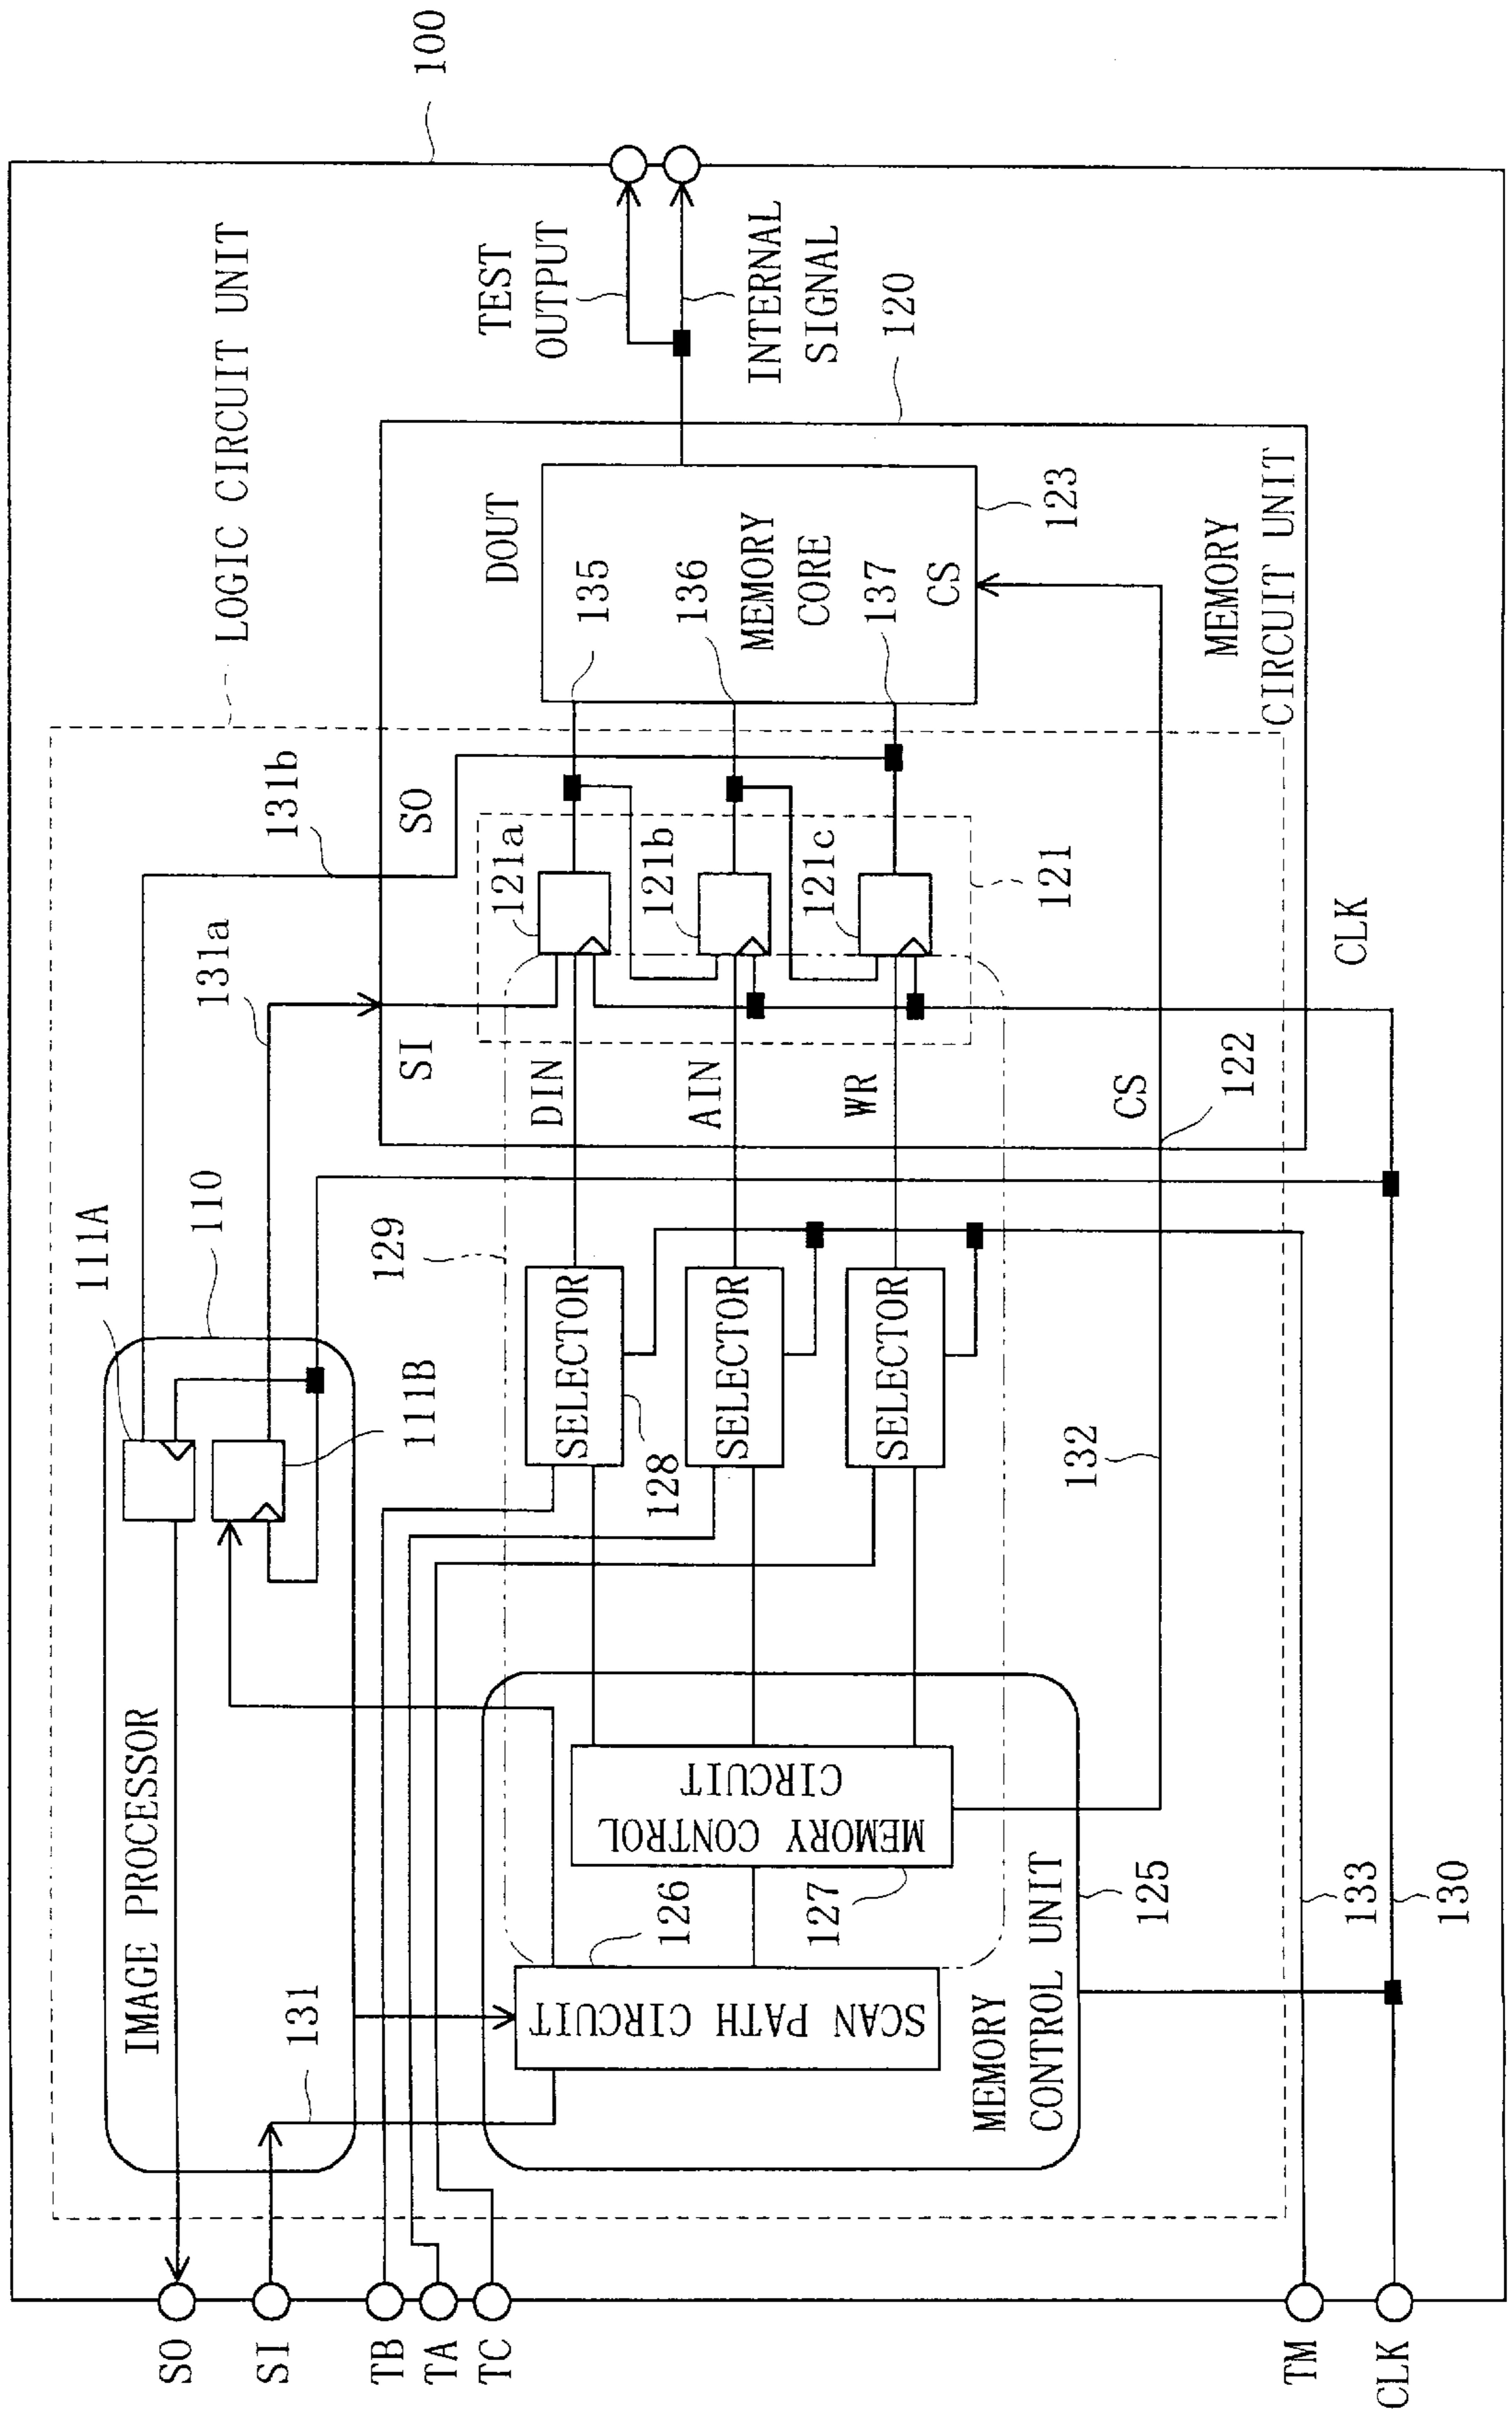 100
LOGIC CIRCUIT UNIT
TEST
OUTPUT
INTERNAL
SIGNAL
120
131b
131a
SO
SI
DOUT
135
136
MEMORY
CORE
137
CS
123
MEMORY
CIRCUIT UNIT
121a
121b
121c
121
CLK
DIN
AIN
WR
CS
122
111A
110
111B
129
SELECTOR
SELECTOR
SELECTOR
128
132
IMAGE PROCESSOR
131
MEMORY CONTROL
CIRCUIT
126
127
SCAN PATH CIRCUIT
MEMORY
CONTROL UNIT
125
133
130
SO
SI
TB
TA
TC
TM
CLK